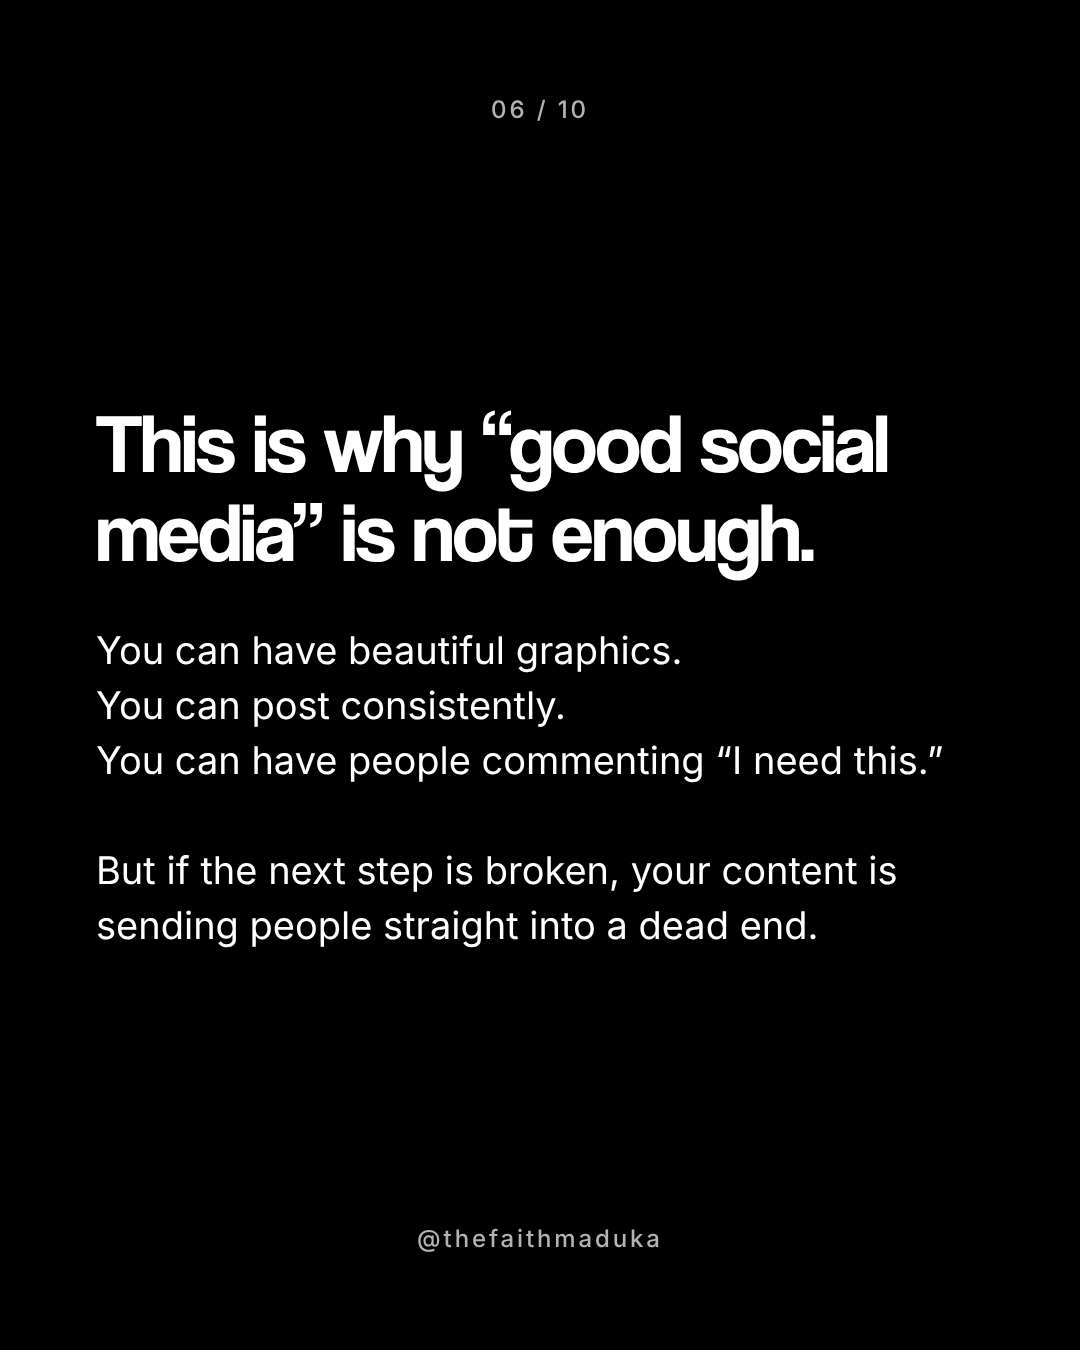 06 / 10
This is why “good social
media” is not enough.
You can have beautiful graphics.
You can post consistently.
You can have people commenting “I need this.”
But if the next step is broken, your content is
sending people straight into a dead end.
@thefaithmaduka